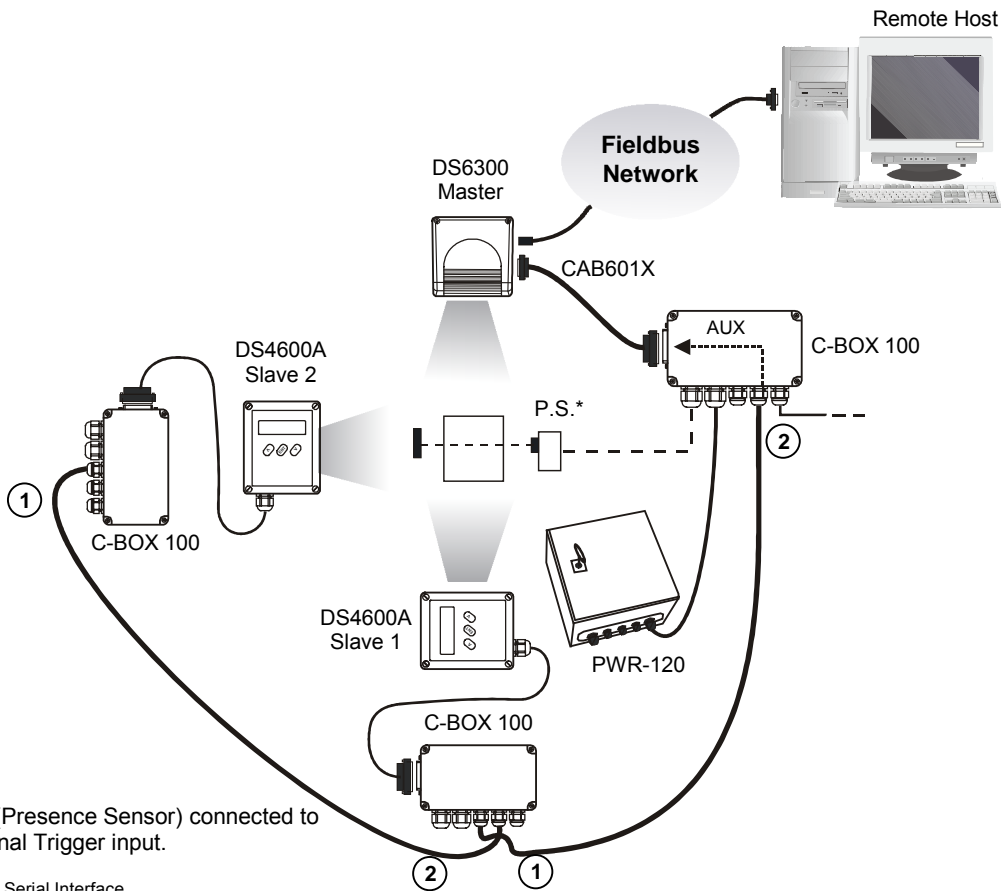 Remote Host
Fieldbus
Network
DS6300
Master
CAB601X
AUX
C-BOX 100
DS4600A
Slave 2
P.S.*
2
1
C-BOX 100
DS4600A
Slave 1
PWR-120
C-BOX 100
(Presence Sensor) connected to
nal Trigger input.
2
1
Serial Interface